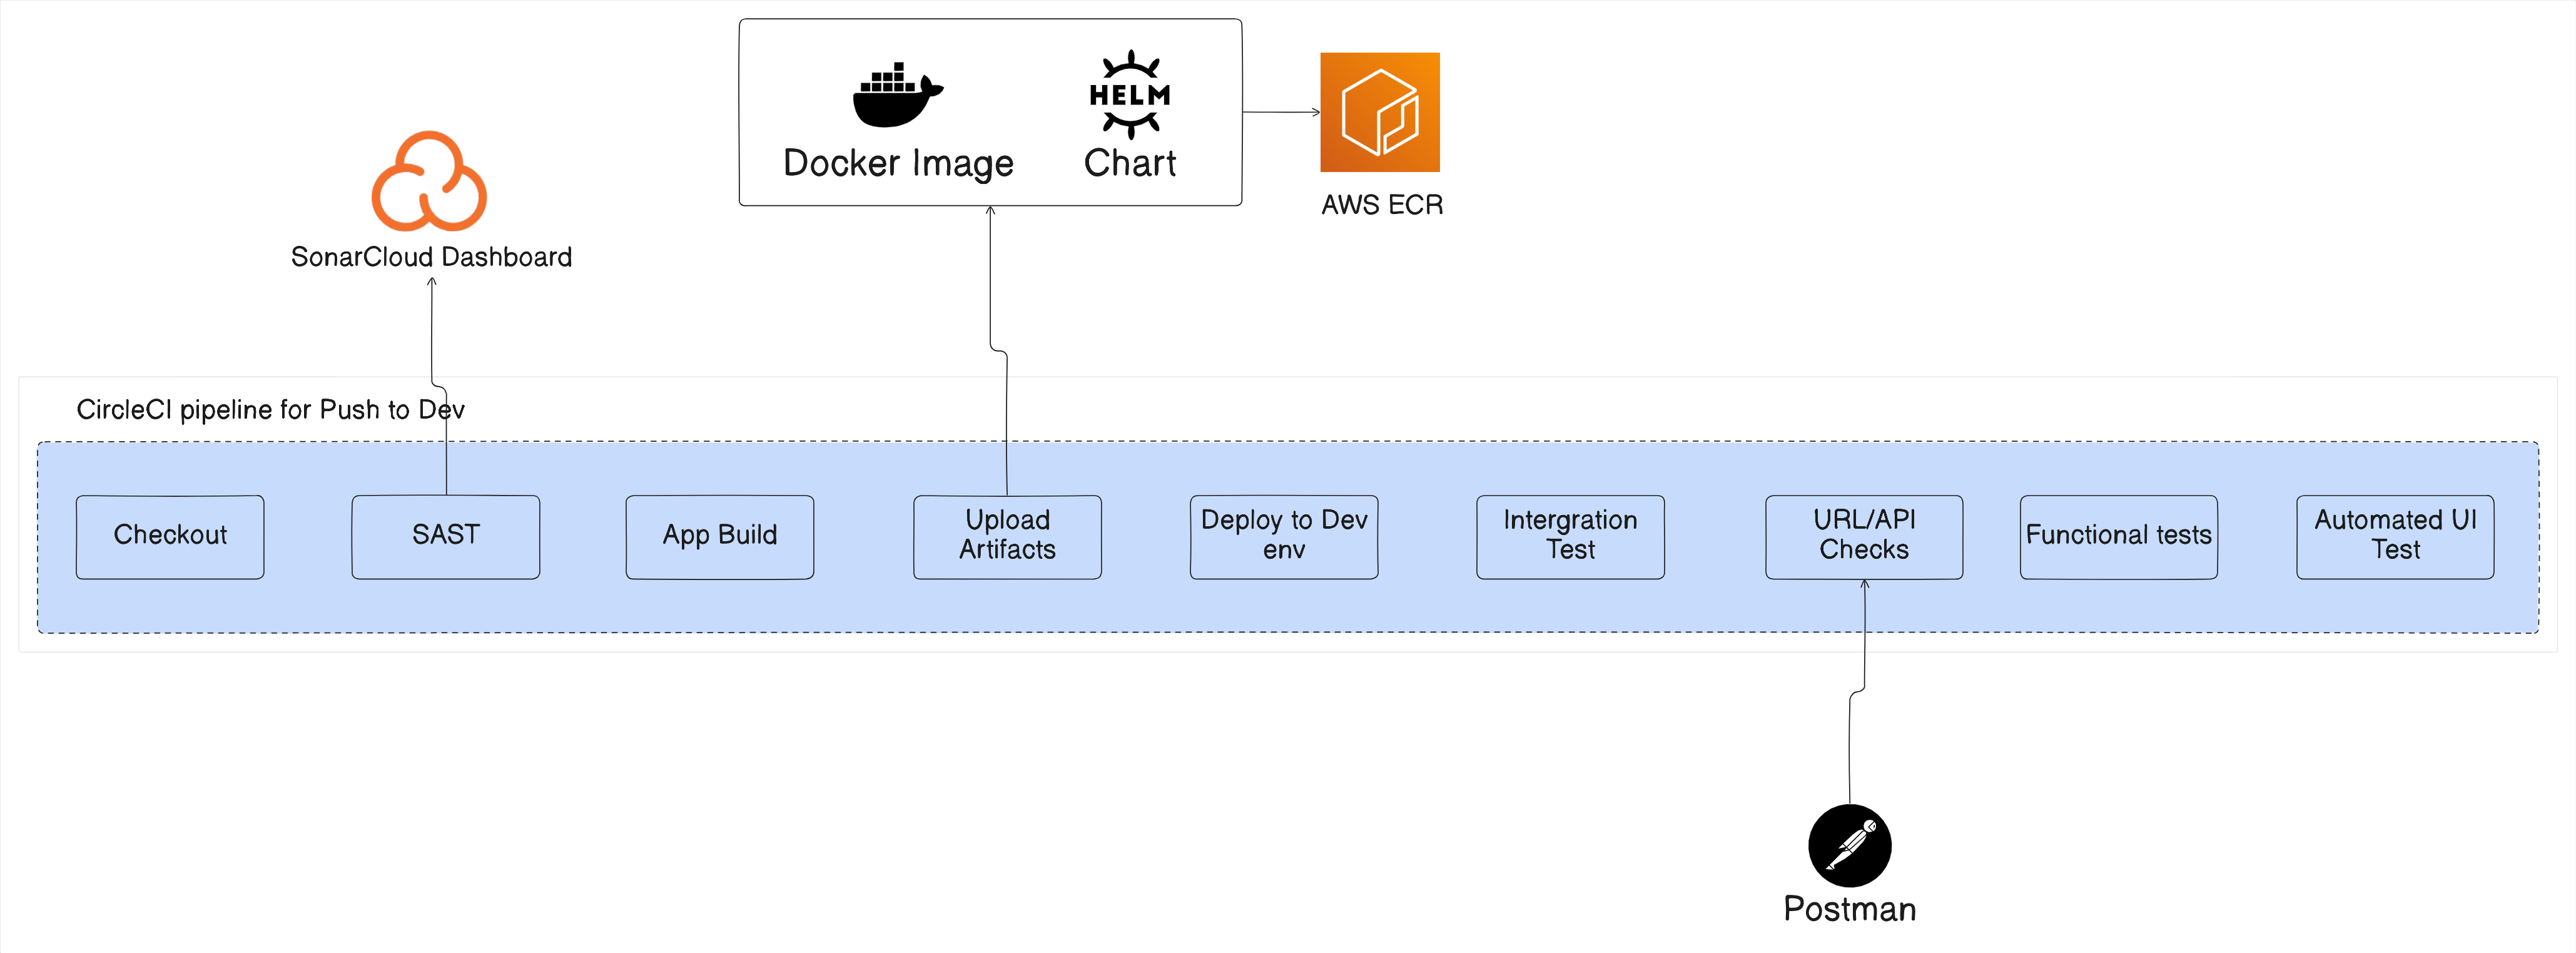 HELM
Docker Image
Chart
AWS ECR
SonarCloud Dashboard
CircleCI pipeline for Push to Dev
Checkout
SAST
App Build
Upload
Artifacts
Deploy to Dev
env
Intergration
Test
URL/API
Checks
Functional tests
Automated UI
Test
Postman